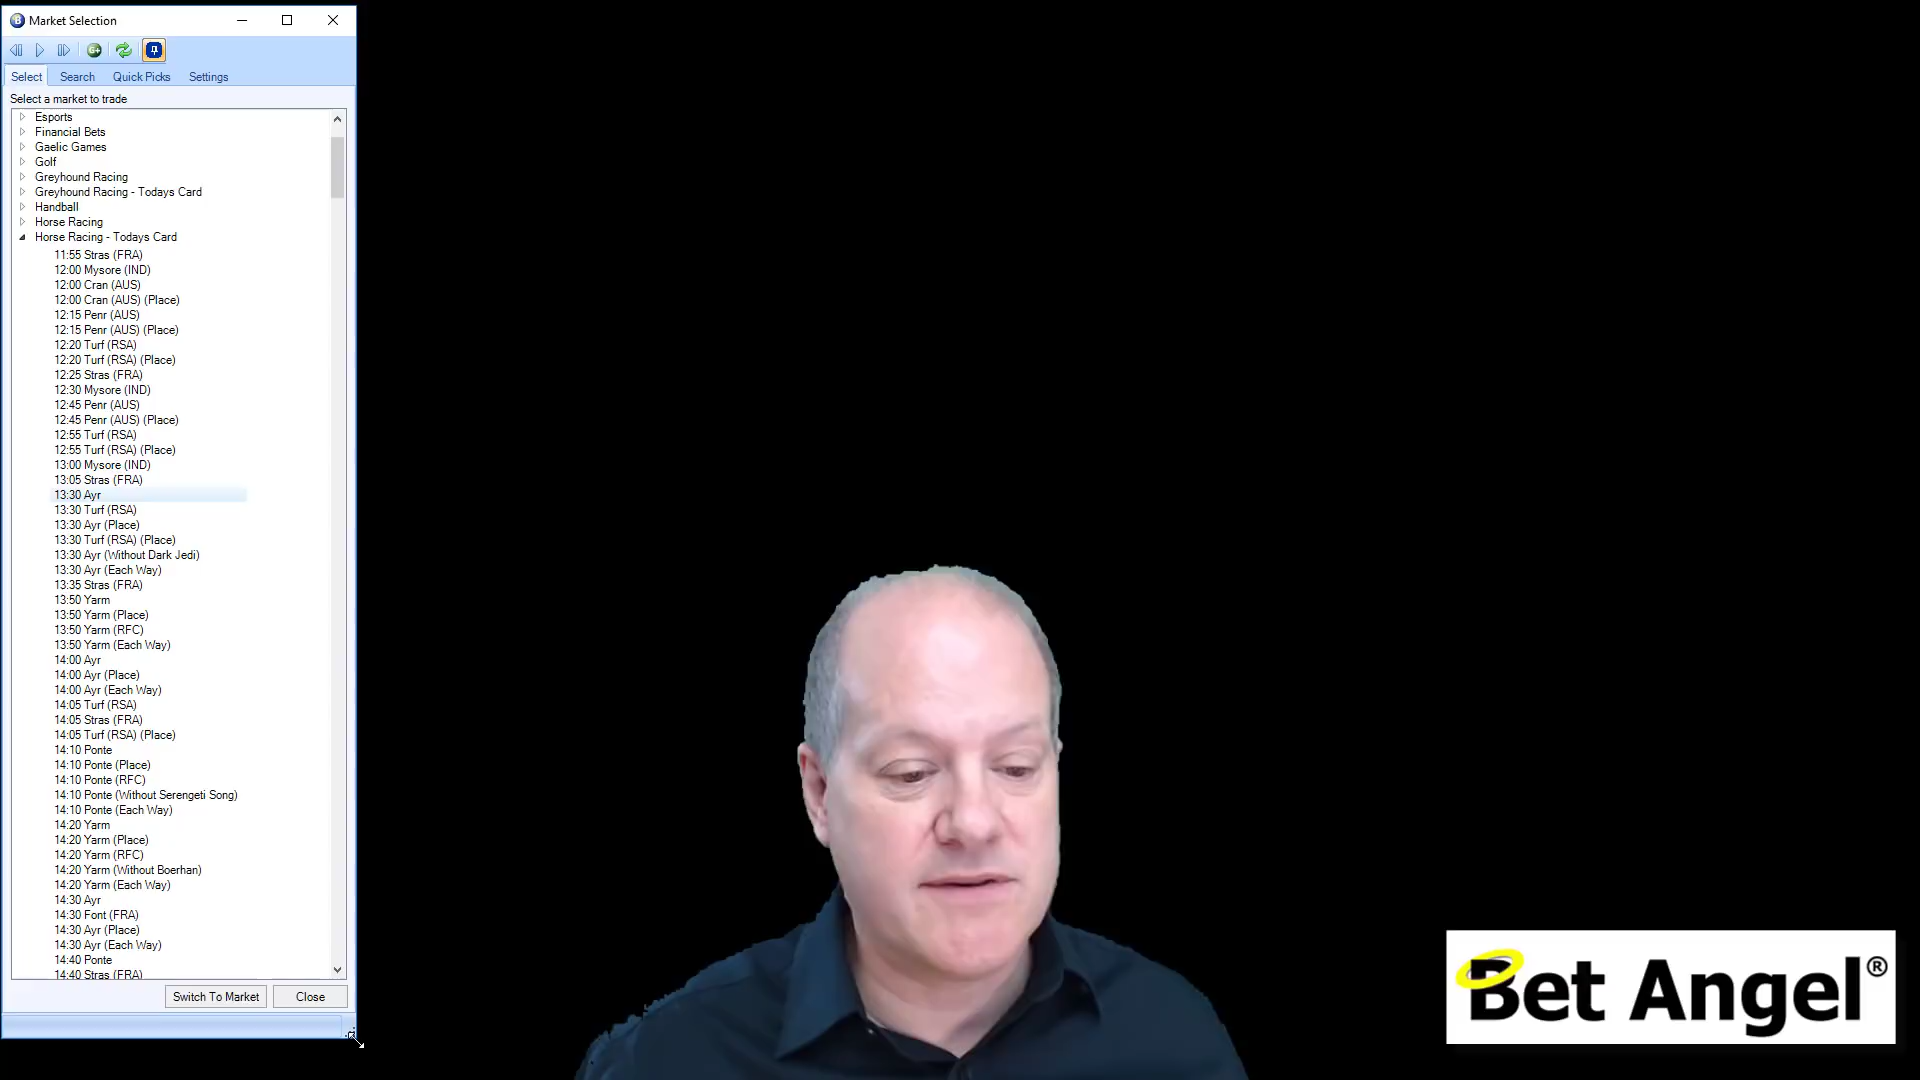 Market Selection
Select
Search
Quick Picks
Settings
Select a market to trade
Esports
Financial Bets
Gaelic Games
Golf
Greyhound Racing
Greyhound Racing - Todays Card
Handball
Horse Racing
Horse Racing - Todays Card
11:55 Stras (FRA)
12:00 Mysore (IND)
12:00 Cran (AUS)
12:00 Cran (AUS) (Place)
12:15 Penr (AUS)
12:15 Penr (AUS) (Place)
12:20 Turf (RSA)
12:20 Turf (RSA) (Place)
12:25 Stras (FRA)
12:30 Mysore (IND)
12:45 Penr (AUS)
12:45 Penr (AUS) (Place)
12:55 Turf (RSA)
12:55 Turf (RSA) (Place)
13:00 Mysore (IND)
13:05 Stras (FRA)
13:30 Ayr
13:30 Turf (RSA)
13:30 Ayr (Place)
13:30 Turf (RSA) (Place)
13:30 Ayr (Without Dark Jedi)
13:30 Ayr (Each Way)
13:35 Stras (FRA)
13:50 Yarm
13:50 Yarm (Place)
13:50 Yarm (RFC)
13:50 Yarm (Each Way)
14:00 Ayr
14:00 Ayr (Place)
14:00 Ayr (Each Way)
14:05 Turf (RSA)
14:05 Stras (FRA)
14:05 Turf (RSA) (Place)
14:10 Ponte
14:10 Ponte (Place)
14:10 Ponte (RFC)
14:10 Ponte (Without Serengeti Song)
14:10 Ponte (Each Way)
14:20 Yarm
14:20 Yarm (Place)
14:20 Yarm (RFC)
14:20 Yarm (Without Boerhan)
14:20 Yarm (Each Way)
14:30 Ayr
14:30 Font (FRA)
14:30 Ayr (Place)
14:30 Ayr (Each Way)
14:40 Ponte
14:40 Stras (FRA)
Switch To Market
Close
Bet Angel®